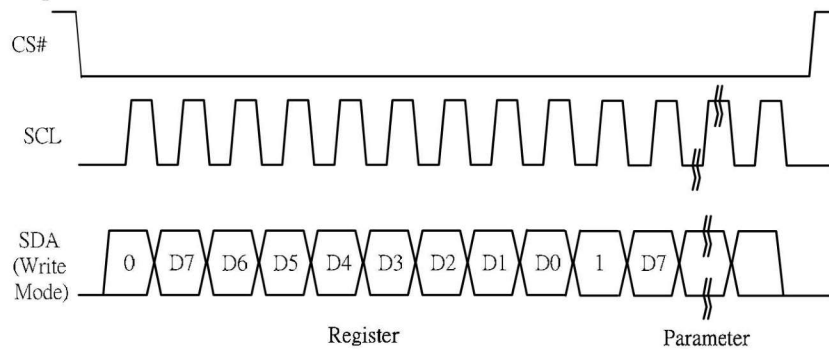 CS#
SCL
SDA
(Write
Mode)
0 D7 D6 D5 D4 D3 D2 D1 D0 1 D7
Register Parameter